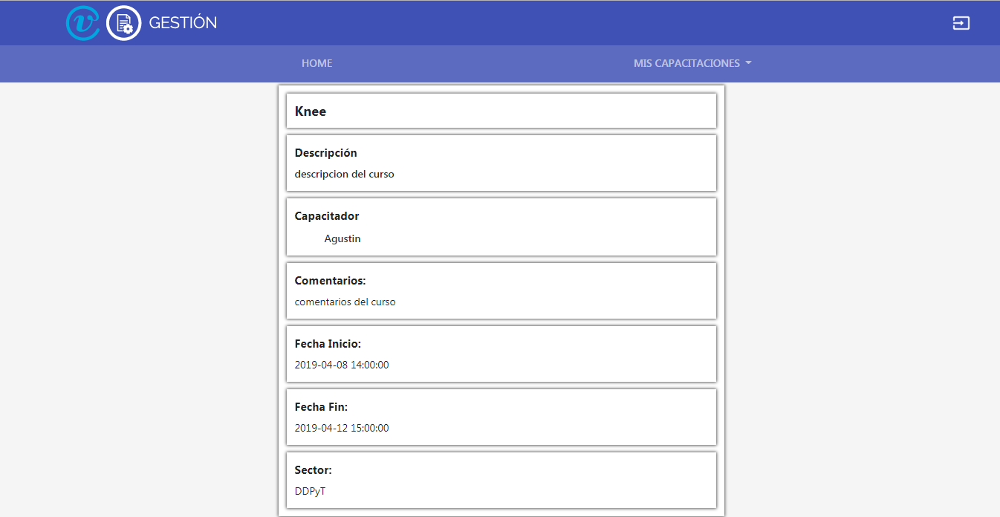 GESTIÓN
HOME
MIS CAPACITACIONES
Knee
Descripción
descripcion del curso
Capacitador
Agustin
Comentarios:
comentarios del curso
Fecha Inicio:
2019-04-08 14:00:00
Fecha Fin:
2019-04-12 15:00:00
Sector:
DDPyT